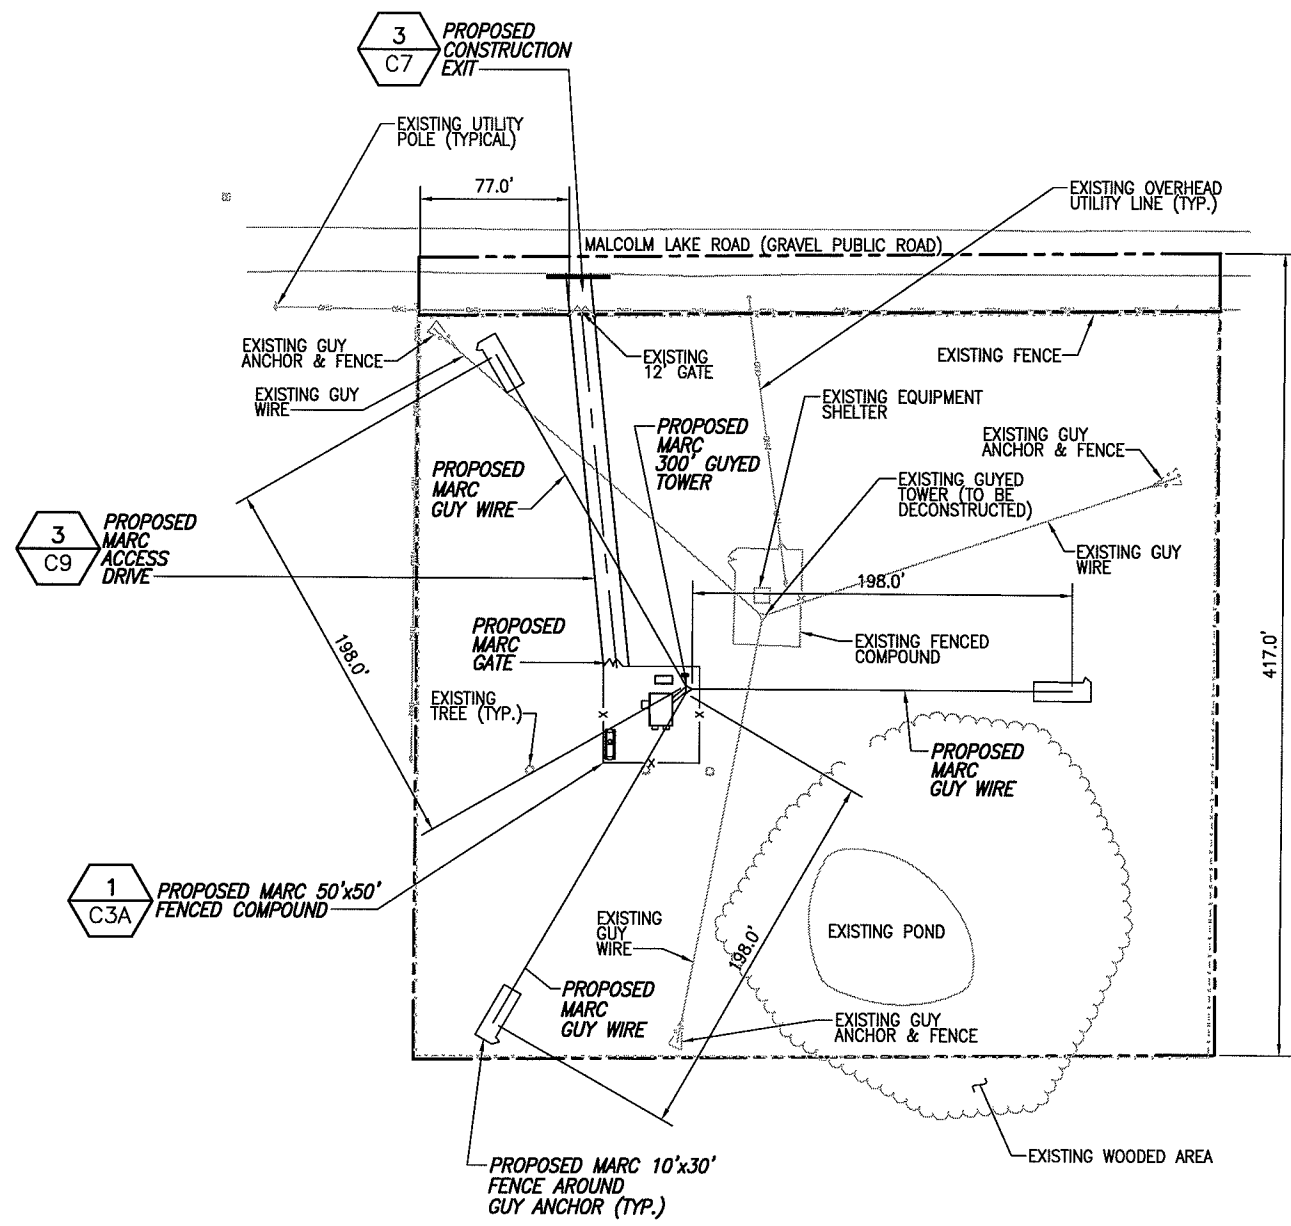 3
C7
PROPOSED
CONSTRUCTION
EXIT
EXISTING UTILITY
POLE (TYPICAL)
77.0'
EXISTING OVERHEAD
UTILITY LINE (TYP.)
MALCOLM LAKE ROAD (GRAVEL PUBLIC ROAD)
EXISTING GUY
ANCHOR & FENCE
EXISTING
12' GATE
EXISTING FENCE
EXISTING GUY
WIRE
EXISTING EQUIPMENT
SHELTER
PROPOSED
MARC
300' GUYED
TOWER
EXISTING GUY
ANCHOR & FENCE
PROPOSED
MARC
GUY WIRE
EXISTING GUYED
TOWER (TO BE
DECONSTRUCTED)
3
C9
PROPOSED
MARC
ACCESS
DRIVE
EXISTING GUY
WIRE
198.0'
198.0'
PROPOSED
MARC
GATE
EXISTING FENCED
COMPOUND
417.0'
EXISTING
TREE (TYP.)
X
X
X
PROPOSED
MARC
GUY WIRE
1
C3A
PROPOSED MARC 50'x50'
FENCED COMPOUND
EXISTING
GUY
WIRE
198.0'
EXISTING POND
PROPOSED
MARC
GUY WIRE
EXISTING GUY
ANCHOR & FENCE
EXISTING WOODED AREA
PROPOSED MARC 10'x30'
FENCE AROUND
GUY ANCHOR (TYP.)